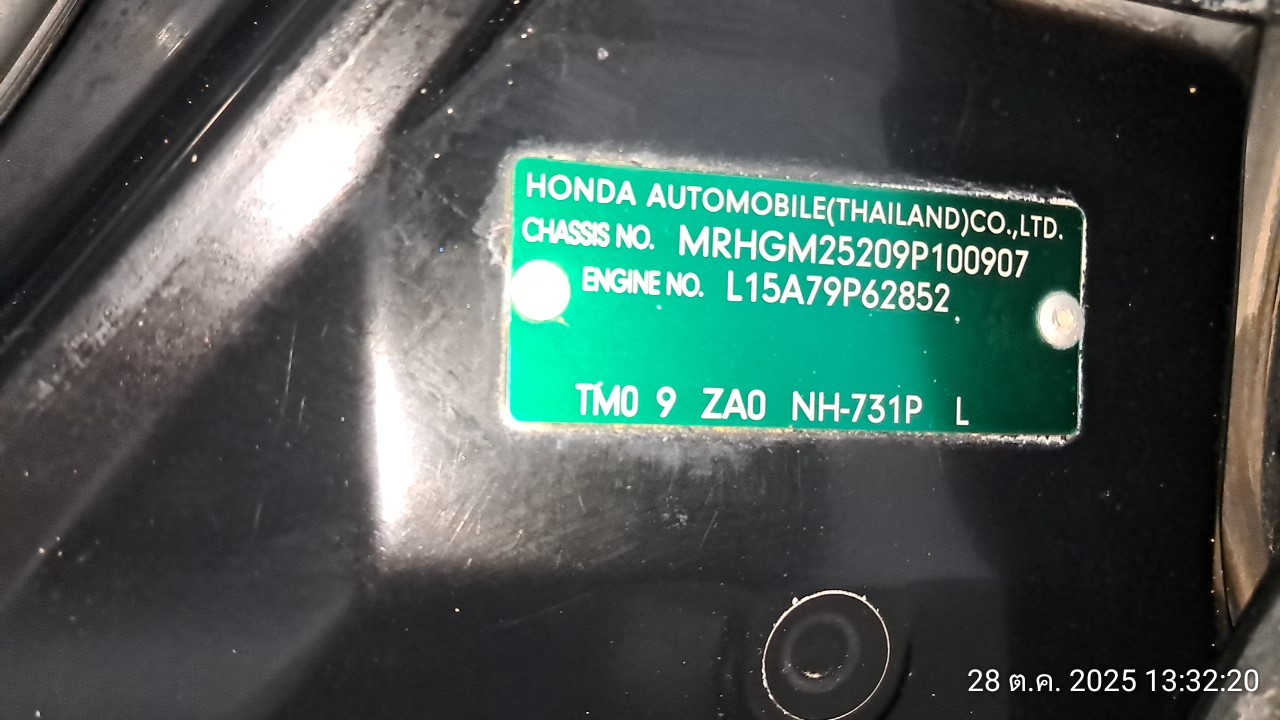 HONDA AUTOMOBILE(THAILAND)CO.,LTD.
CHASSIS NO. MRHGM25209P100907
ENGINE NO. L15A79P62852
TM0 9 ZA0 NH-731P L
28 ต.ค. 2025 13:32:20